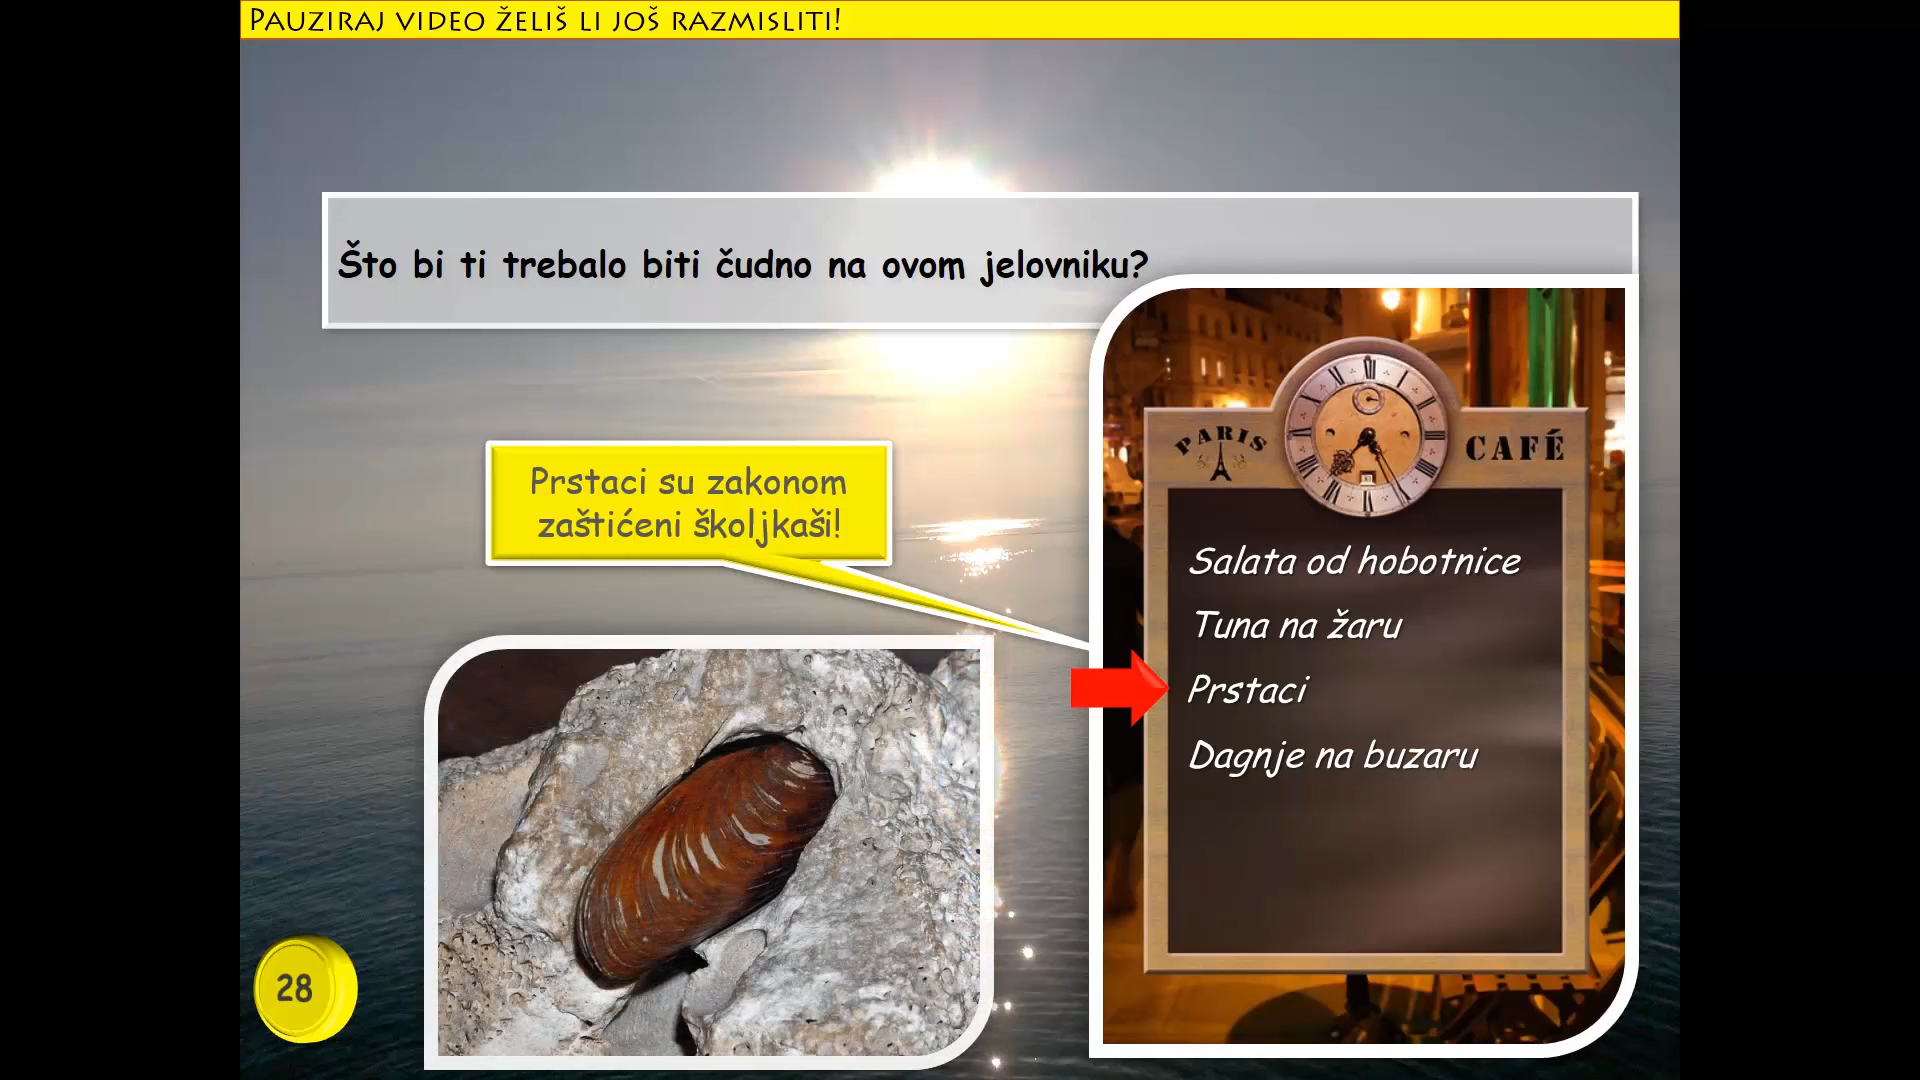 PAUZIRAJ VIDEO ŽELIŠ LI JOŠ RAZMISLITI!
Što bi ti trebalo biti čudno na ovom jelovniku?
Prstaci su zakonom
zaštićeni školjkaši!
PARIS CAFÉ
Salata od hobotnice
Tuna na žaru
Prstaci
Dagnje na buzaru
28